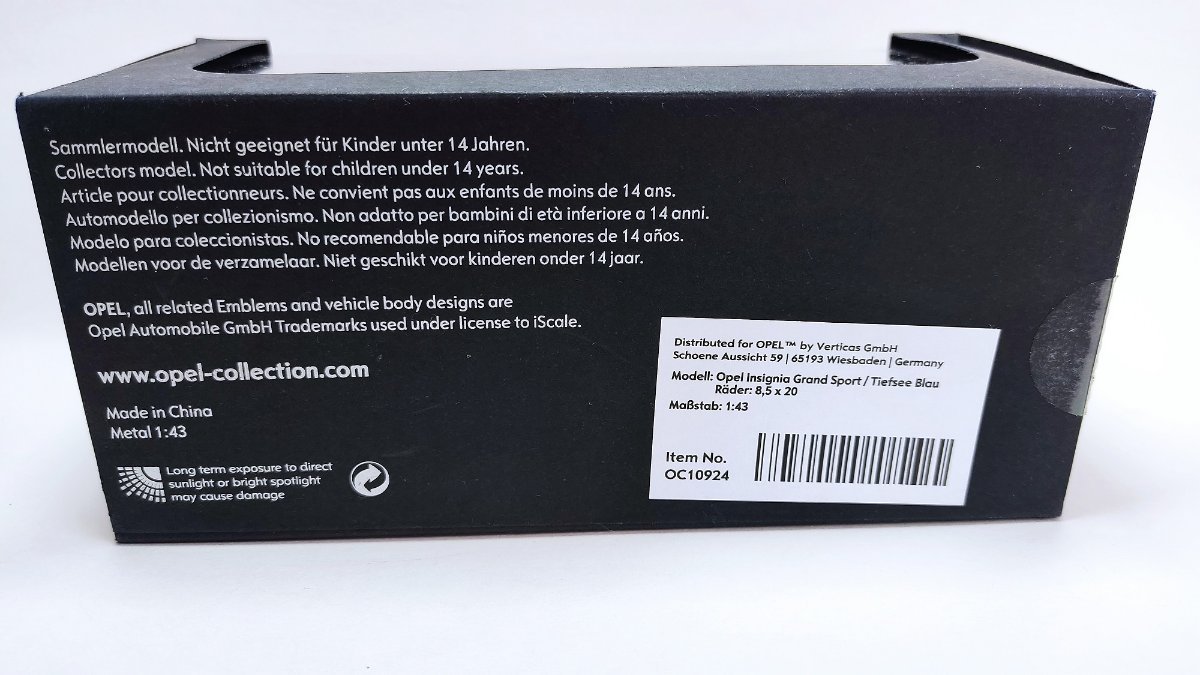 Sammlermodell. Nicht geeignet für Kinder unter 14 Jahren.
Collectors model. Not suitable for children under 14 years.
Article pour collectionneurs. Ne convient pas aux enfants de moins de 14 ans.
Automodello per collezionismo. Non adatto per bambini di età inferiore a 14 anni.
Modelo para coleccionistas. No recomendable para niños menores de 14 años.
Modellen voor de verzamelaar. Niet geschikt voor kinderen onder 14 jaar.
OPEL, all related Emblems and vehicle body designs are
Opel Automobile GmbH Trademarks used under license to iScale.
www.opel-collection.com
Made in China
Metal 1:43
Long term exposure to direct
sunlight or bright spotlight
may cause damage
Distributed for OPEL™ by Verticas GmbH
Schoene Aussicht 59 | 65193 Wiesbaden | Germany
Modell: Opel Insignia Grand Sport / Tiefsee Blau
Räder: 8,5 x 20
Maßstab: 1:43
Item No.
OC10924